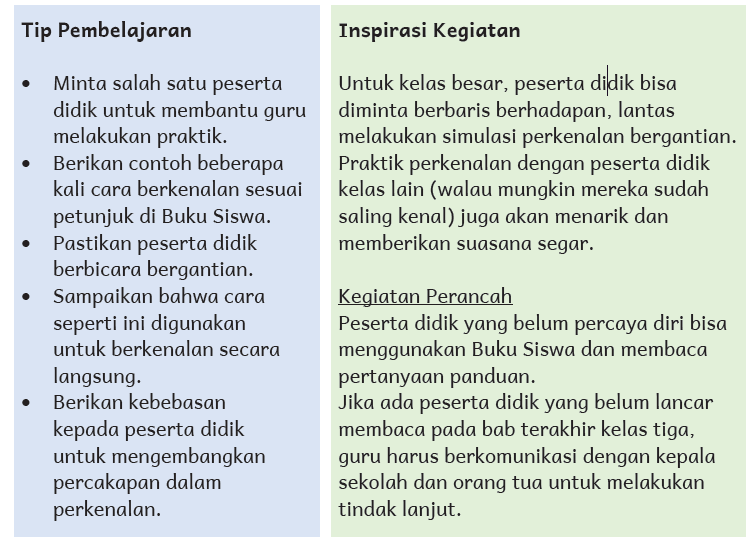 Tip Pembelajaran
• Minta salah satu peserta
didik untuk membantu guru
melakukan praktik.
• Berikan contoh beberapa
kali cara berkenalan sesuai
petunjuk di Buku Siswa.
• Pastikan peserta didik
berbicara bergantian.
• Sampaikan bahwa cara
seperti ini digunakan
untuk berkenalan secara
langsung.
• Berikan kebebasan
kepada peserta didik
untuk mengembangkan
percakapan dalam
perkenalan.
Inspirasi Kegiatan
Untuk kelas besar, peserta didik bisa
diminta berbaris berhadapan, lantas
melakukan simulasi perkenalan bergantian.
Praktik perkenalan dengan peserta didik
kelas lain (walau mungkin mereka sudah
saling kenal) juga akan menarik dan
memberikan suasana segar.
Kegiatan Perancah
Peserta didik yang belum percaya diri bisa
menggunakan Buku Siswa dan membaca
pertanyaan panduan.
Jika ada peserta didik yang belum lancar
membaca pada bab terakhir kelas tiga,
guru harus berkomunikasi dengan kepala
sekolah dan orang tua untuk melakukan
tindak lanjut.